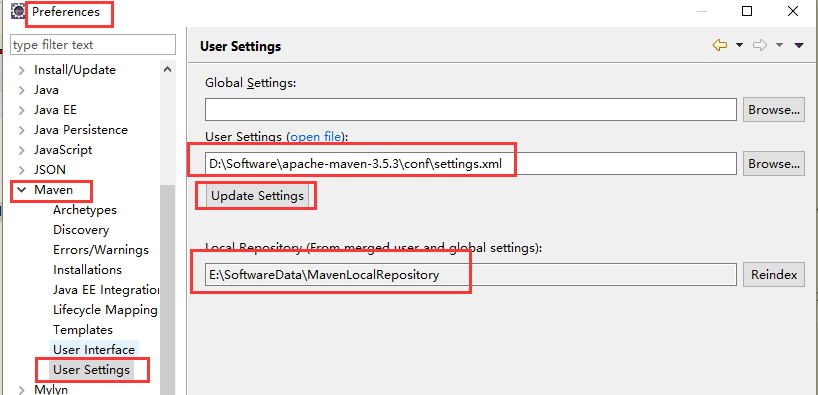 Preferences
type filter text
Install/Update
Java
Java EE
Java Persistence
JavaScript
JSON
Maven
Archetypes
Discovery
Errors/Warnings
Installations
Java EE Integration
Lifecycle Mapping
Templates
User Interface
User Settings
Mylyn
User Settings
Global Settings:
Browse...
User Settings (open file):
D:\Software\apache-maven-3.5.3\conf\settings.xml
Browse...
Update Settings
Local Repository (From merged user and global settings):
E:\SoftwareData\MavenLocalRepository
Reindex